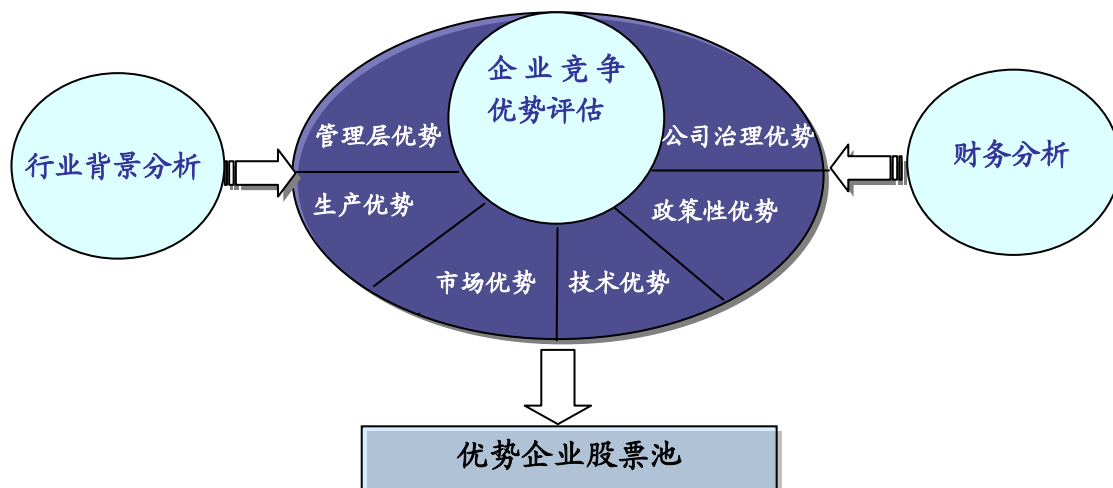 企业竞争
优势评估
管理层优势
公司治理优势
行业背景分析
财务分析
生产优势
政策性优势
市场优势
技术优势
优势企业股票池